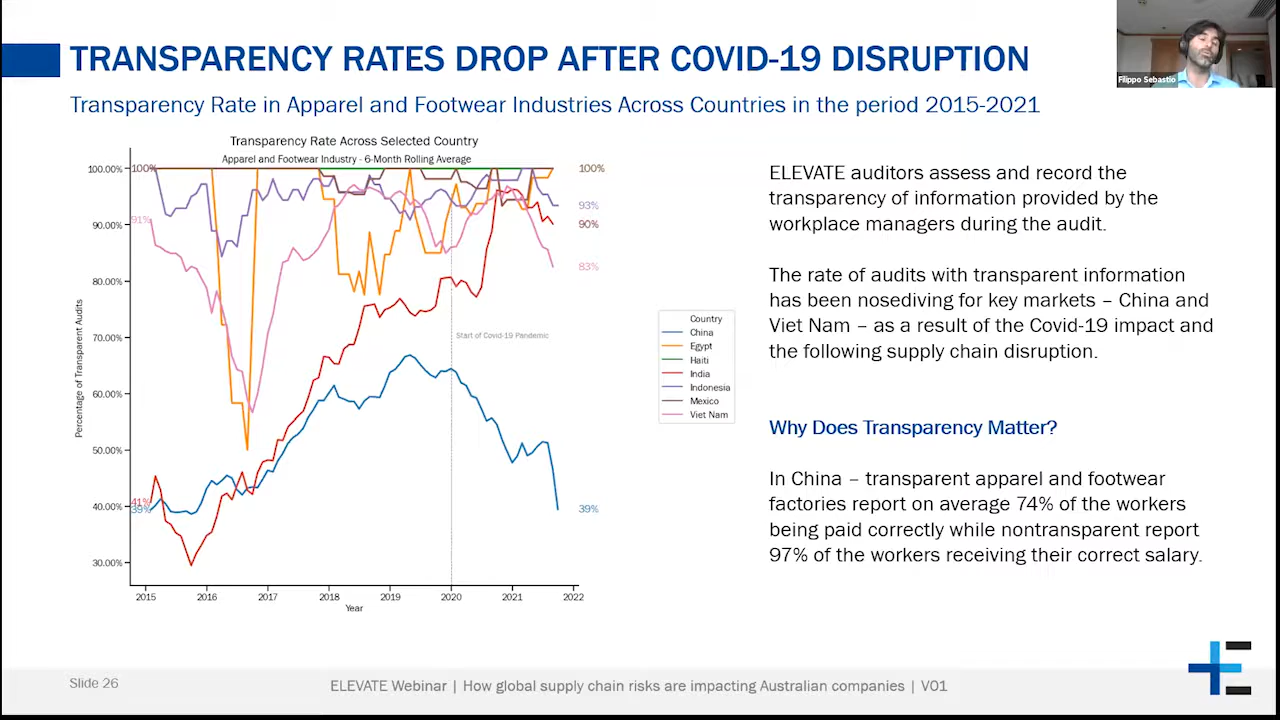 TRANSPARENCY RATES DROP AFTER COVID-19 DISRUPTION
Filippo Sebastio
Transparency Rate in Apparel and Footwear Industries Across Countries in the period 2015-2021
Transparency Rate Across Selected Country
Apparel and Footwear Industry - 6-Month Rolling Average
100.00%
90.00%
80.00%
70.00%
60.00%
50.00%
40.00%
30.00%
Percentage of Transparent Audits
100%
91%
41%
39%
100%
93%
90%
83%
39%
Start of Covid-19 Pandemic
2015 2016 2017 2018 2019 2020 2021 2022
Year
Country
China
Egypt
Haiti
India
Indonesia
Mexico
Viet Nam
ELEVATE auditors assess and record the
transparency of information provided by the
workplace managers during the audit.
The rate of audits with transparent information
has been nosediving for key markets – China and
Viet Nam – as a result of the Covid-19 impact and
the following supply chain disruption.
Why Does Transparency Matter?
In China – transparent apparel and footwear
factories report on average 74% of the workers
being paid correctly while nontransparent report
97% of the workers receiving their correct salary.
Slide 26
ELEVATE Webinar | How global supply chain risks are impacting Australian companies | V01